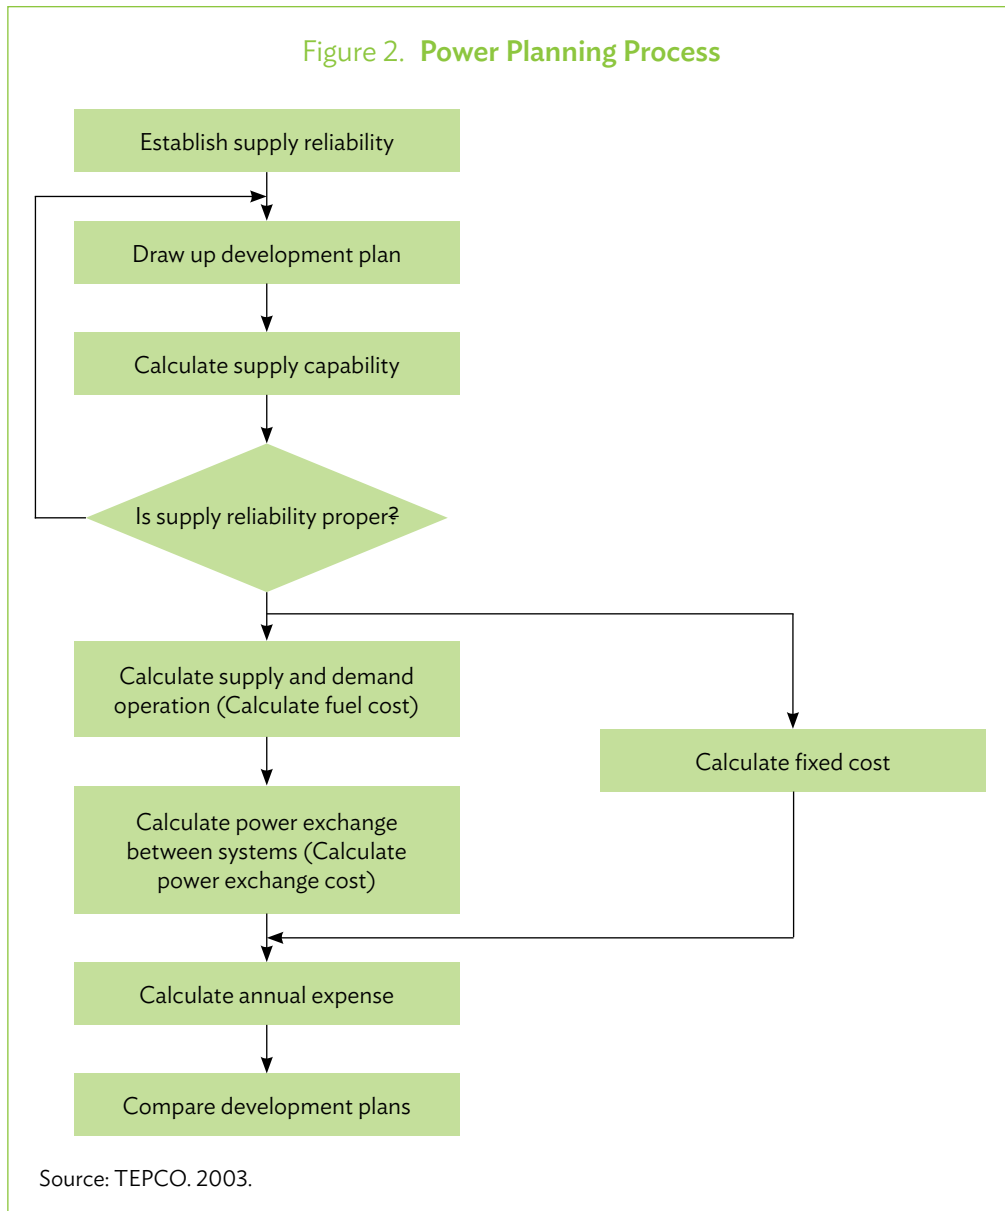 Figure 2. Power Planning Process
Establish supply reliability
Draw up development plan
Calculate supply capability
Is supply reliability proper?
Calculate supply and demand
operation (Calculate fuel cost)
Calculate fixed cost
Calculate power exchange
between systems (Calculate
power exchange cost)
Calculate annual expense
Compare development plans
Source: TEPCO. 2003.